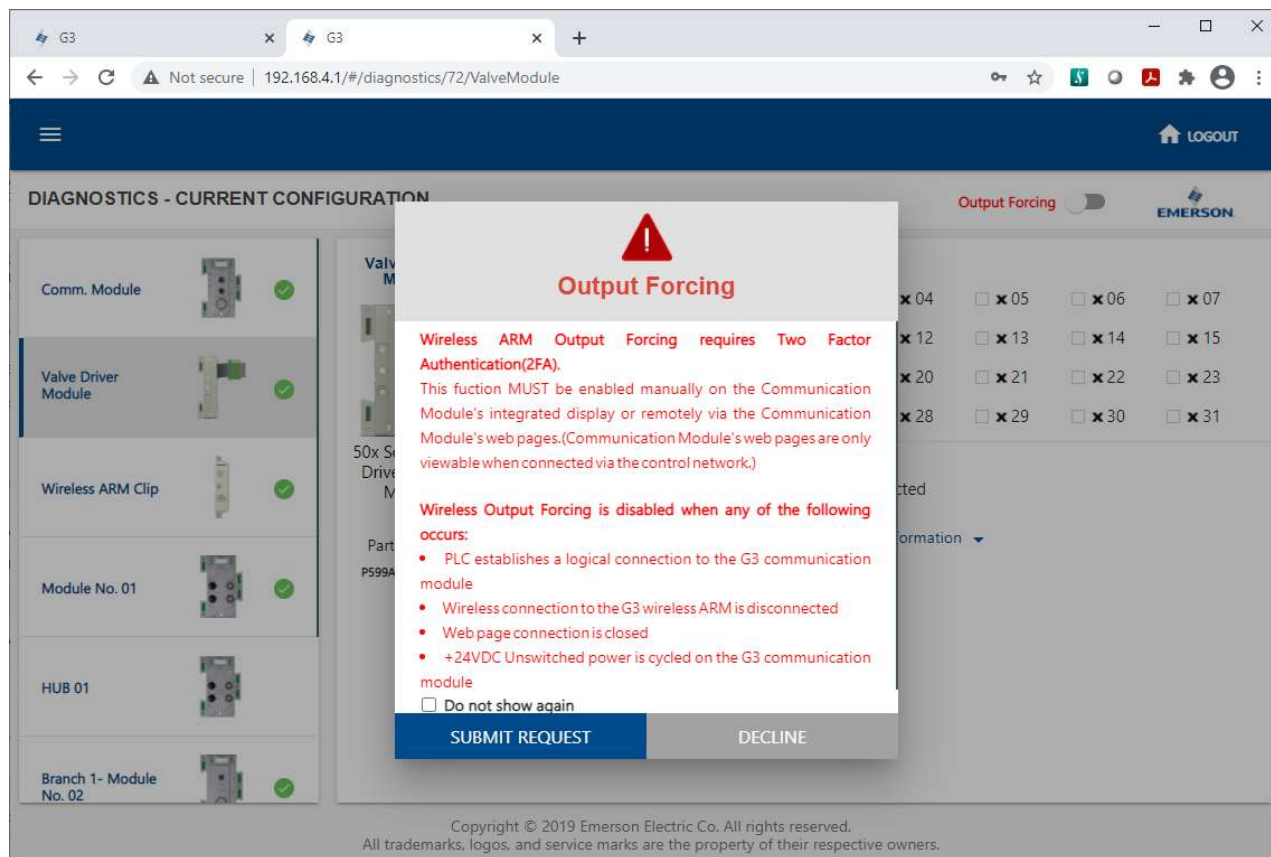 G3
G3
Not secure | 192.168.4.1/#/diagnostics/72/ValveModule
LOGOUT
DIAGNOSTICS - CURRENT CONFIGURATION
Output Forcing
EMERSON
Comm. Module
Valve Driver
Module
Wireless ARM Clip
Module No. 01
HUB 01
Branch 1- Module
No. 02
Valv
M
50x S
Drive
M
Part
P599A
Output Forcing
Wireless ARM Output Forcing requires Two Factor
Authentication(2FA).
This fuction MUST be enabled manually on the Communication
Module's integrated display or remotely via the Communication
Module's web pages.(Communication Module's web pages are only
viewable when connected via the control network.)
Wireless Output Forcing is disabled when any of the following
occurs:
• PLC establishes a logical connection to the G3 communication
module
• Wireless connection to the G3 wireless ARM is disconnected
• Web page connection is closed
• +24VDC Unswitched power is cycled on the G3 communication
module
Do not show again
SUBMIT REQUEST DECLINE
x 04 x 05 x 06 x 07
x 12 x 13 x 14 x 15
x 20 x 21 x 22 x 23
x 28 x 29 x 30 x 31
cted
formation
Copyright © 2019 Emerson Electric Co. All rights reserved.
All trademarks, logos, and service marks are the property of their respective owners.